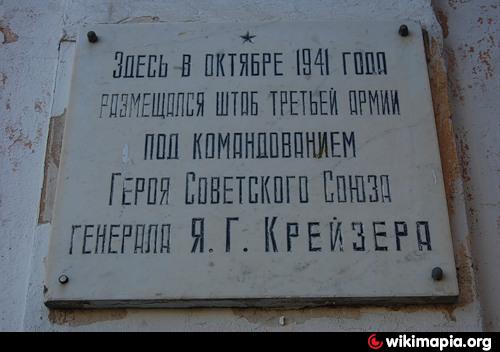 Здесь в октябре 1941 года
размещался штаб третьей армии
под командованием
Героя Советского Союза
генерала Я. Г. Крейзера
wikimapia.org